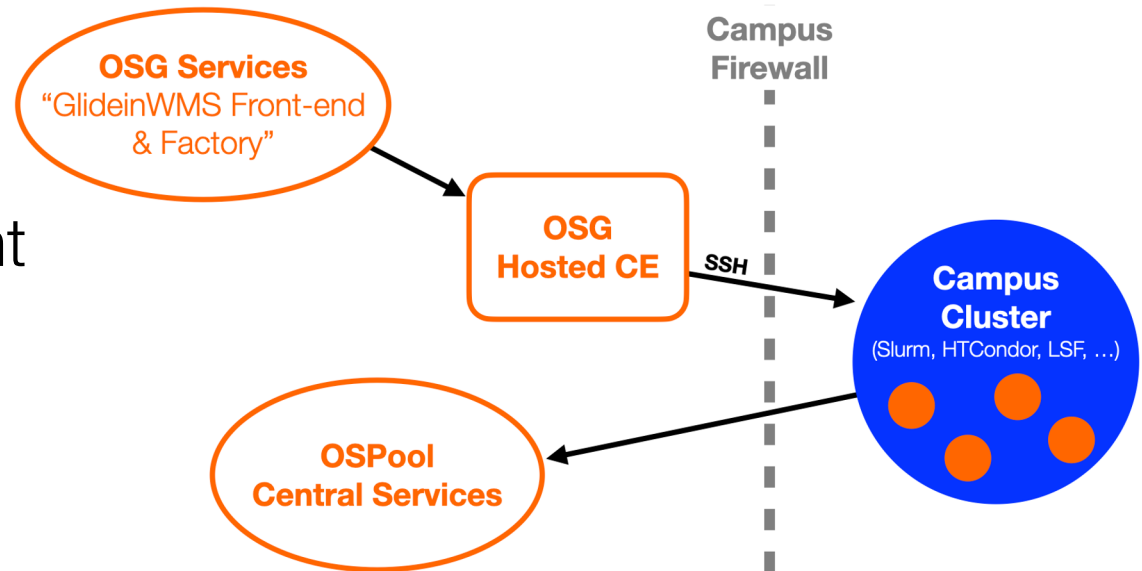 OSG Services
“GlideinWMS Front-end
& Factory”
Campus
Firewall
nt
OSG
Hosted CE
SSH
Campus
Cluster
(Slurm, HTCondor, LSF, …)
OSPool
Central Services